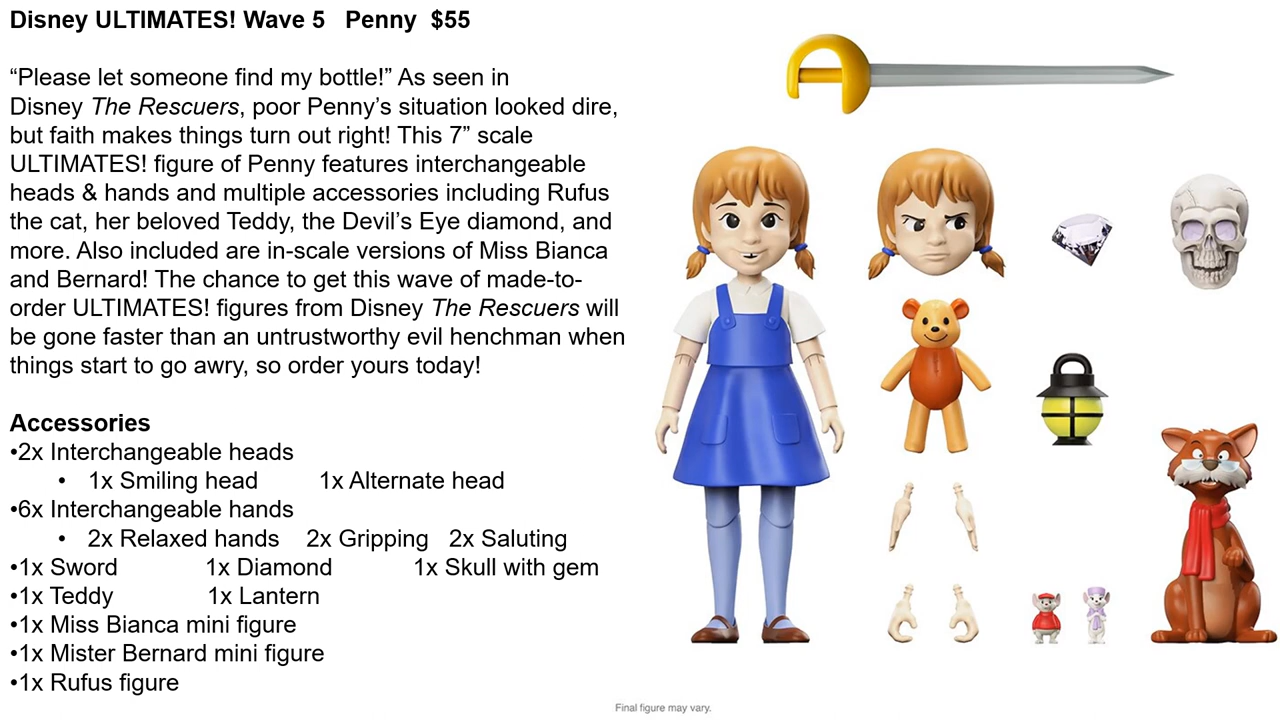 Disney ULTIMATES! Wave 5 Penny $55
“Please let someone find my bottle!” As seen in
Disney The Rescuers, poor Penny’s situation looked dire,
but faith makes things turn out right! This 7” scale
ULTIMATES! figure of Penny features interchangeable
heads & hands and multiple accessories including Rufus
the cat, her beloved Teddy, the Devil’s Eye diamond, and
more. Also included are in-scale versions of Miss Bianca
and Bernard! The chance to get this wave of made-to-
order ULTIMATES! figures from Disney The Rescuers will
be gone faster than an untrustworthy evil henchman when
things start to go awry, so order yours today!
Accessories
•2x Interchangeable heads
• 1x Smiling head 1x Alternate head
•6x Interchangeable hands
• 2x Relaxed hands 2x Gripping 2x Saluting
•1x Sword 1x Diamond 1x Skull with gem
•1x Teddy 1x Lantern
•1x Miss Bianca mini figure
•1x Mister Bernard mini figure
•1x Rufus figure
Final figure may vary.